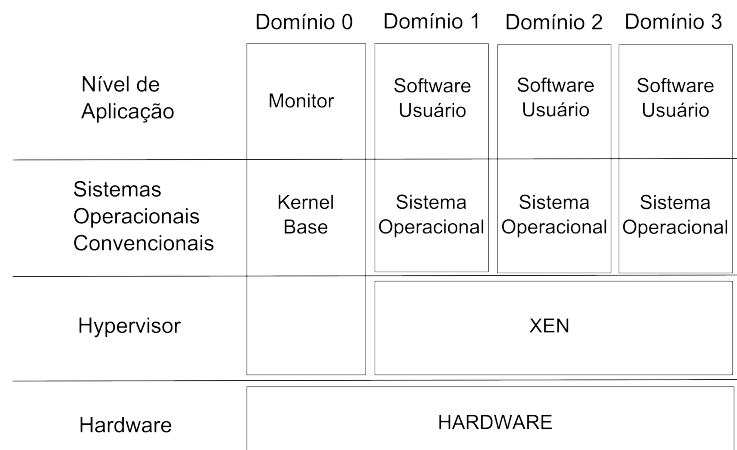 Domínio 0 Domínio 1 Domínio 2 Domínio 3
Nível de
Aplicação
Monitor
Software
Usuário
Software
Usuário
Software
Usuário
Sistemas
Operacionais
Convencionais
Kernel
Base
Sistema
Operacional
Sistema
Operacional
Sistema
Operacional
Hypervisor
XEN
Hardware
HARDWARE